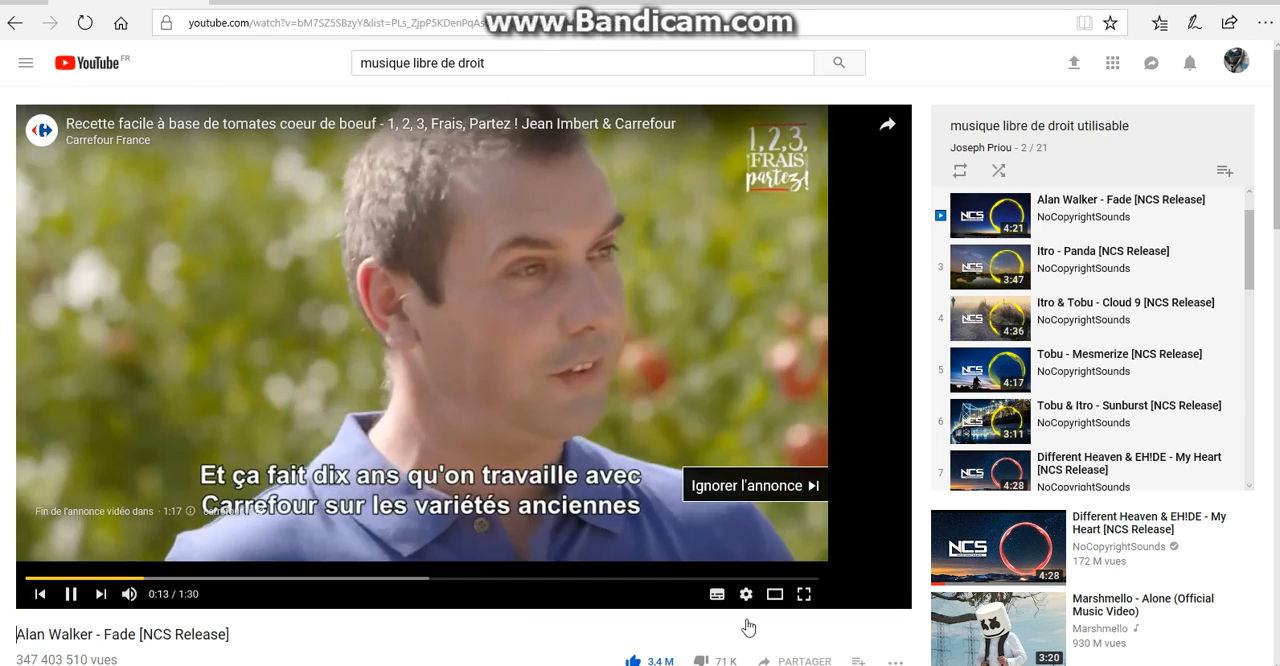 youtube.com/watch?v=bM7SZ5SBzyY&list=PLs_ZjpP5KDenPqAs
www.Bandicam.com
YouTube FR
musique libre de droit
Recette facile à base de tomates coeur de boeuf - 1, 2, 3, Frais, Partez ! Jean Imbert & Carrefour
Carrefour France
1, 2, 3,
FRAIS
partez!
Et ça fait dix ans qu'on travaille avec
Carrefour sur les variétés anciennes
Ignorer l'annonce
Fin de l'annonce vidéo dans - 1:17
0:13 / 1:30
Alan Walker - Fade [NCS Release]
347 403 510 vues
3,4 M
71 K
PARTAGER
musique libre de droit utilisable
Joseph Priou - 2 / 21
NCS
4:21
Alan Walker - Fade [NCS Release]
NoCopyrightSounds
3
NCS
3:47
Itro - Panda [NCS Release]
NoCopyrightSounds
4
NCS
4:36
Itro & Tobu - Cloud 9 [NCS Release]
NoCopyrightSounds
5
NCS
4:17
Tobu - Mesmerize [NCS Release]
NoCopyrightSounds
6
NCS
3:11
Tobu & Itro - Sunburst [NCS Release]
NoCopyrightSounds
7
NCS
4:28
Different Heaven & EH!DE - My Heart
[NCS Release]
NoCopyrightSounds
NCS
4:28
Different Heaven & EH!DE - My
Heart [NCS Release]
NoCopyrightSounds
172 M vues
3:20
Marshmello - Alone (Official
Music Video)
Marshmello
930 M vues